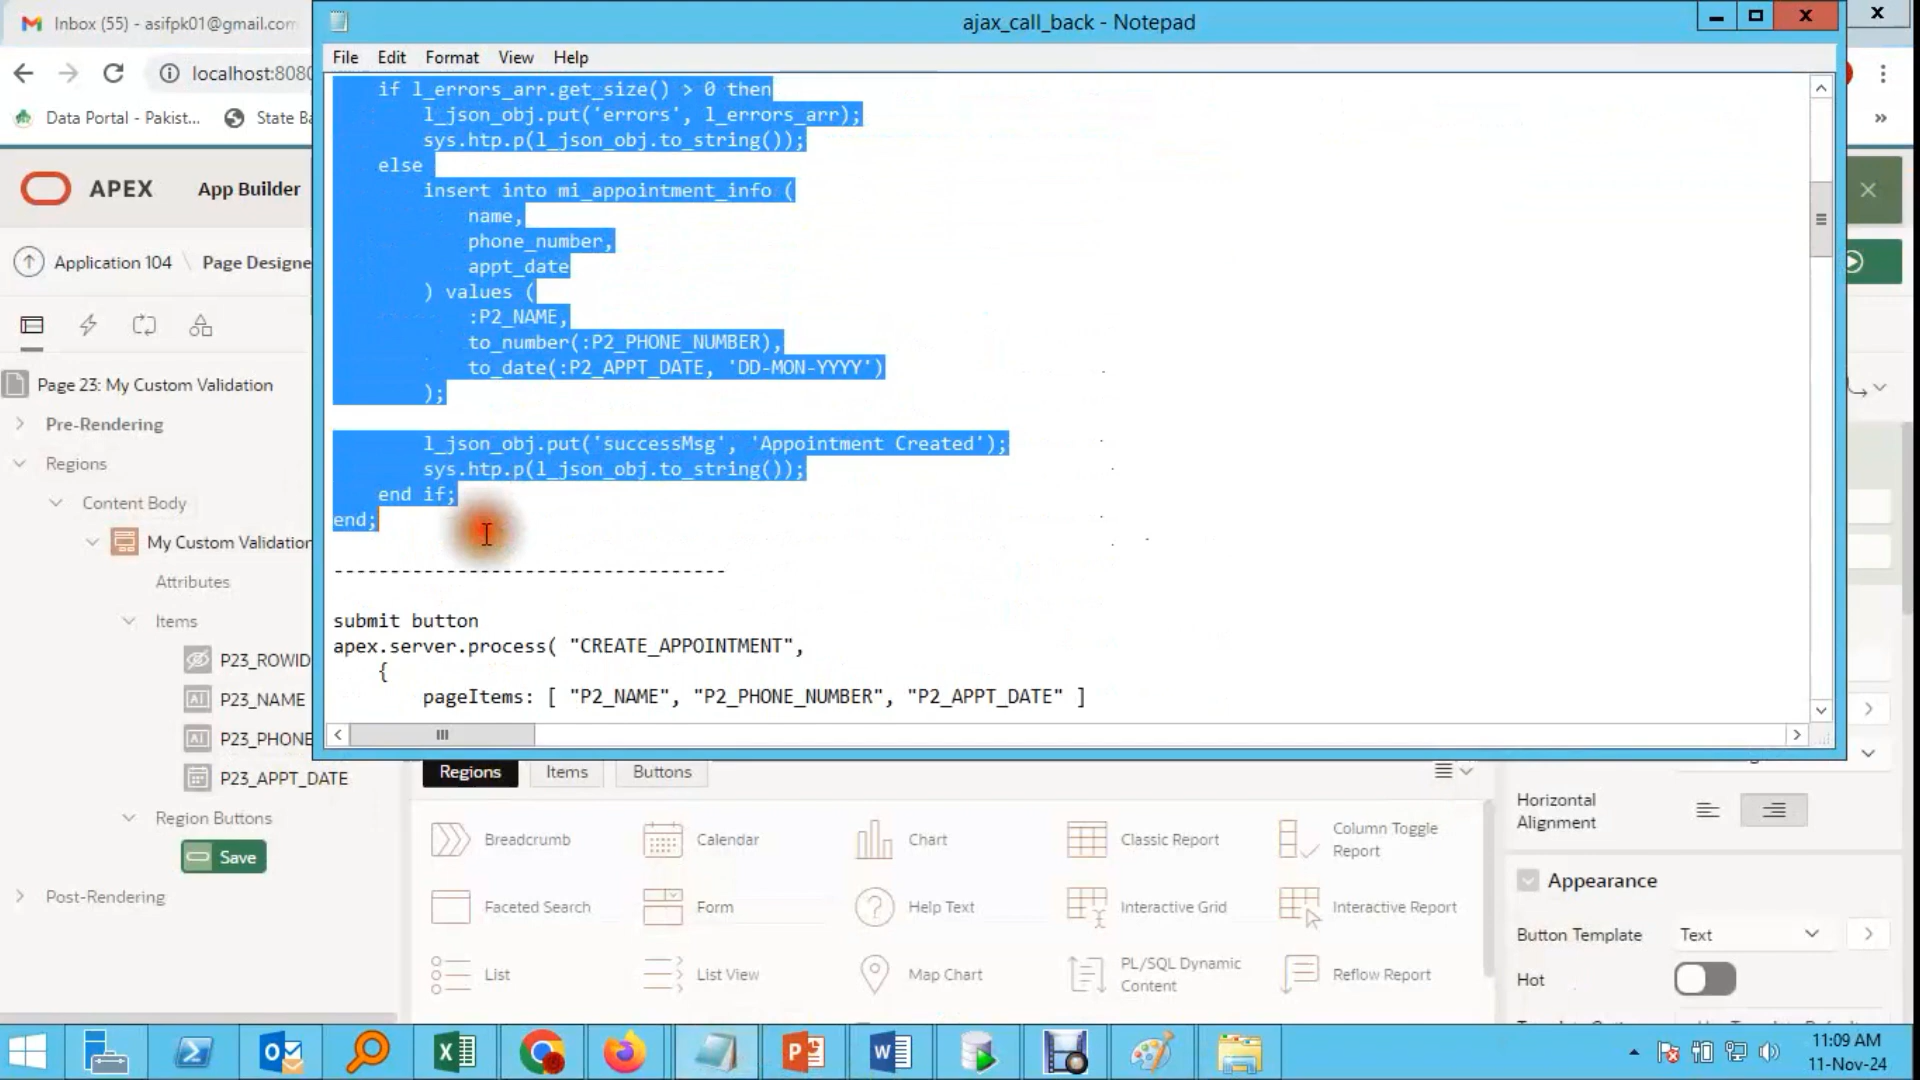 Inbox (55) - asifpk01@gmail.com
ajax_call_back - Notepad
localhost:8080
File Edit Format View Help
Data Portal - Pakist...
State Ba
APEX
App Builder
Application 104 \ Page Designe
Page 23: My Custom Validation
Pre-Rendering
Regions
Content Body
My Custom Validation
Attributes
Items
P23_ROWID
P23_NAME
P23_PHONE
P23_APPT_DATE
Region Buttons
Save
Post-Rendering
if l_errors_arr.get_size() > 0 then
l_json_obj.put(‘errors’, l_errors_arr);
sys.htp.p(l_json_obj.to_string());
else
insert into mi_appointment_info (
name,
phone_number,
appt_date
) values (
:P2_NAME,
to_number(:P2_PHONE_NUMBER),
to_date(:P2_APPT_DATE, 'DD-MON-YYYY')
);
l_json_obj.put('successMsg', 'Appointment Created');
sys.htp.p(l_json_obj.to_string());
end if;
end;
-----------------------------------
submit button
apex.server.process( "CREATE_APPOINTMENT",
{
pageItems: [ "P2_NAME", "P2_PHONE_NUMBER", "P2_APPT_DATE" ]
Regions Items Buttons
Breadcrumb
Calendar
Chart
Classic Report
Column Toggle
Report
Faceted Search
Form
Help Text
Interactive Grid
Interactive Report
List
List View
Map Chart
PL/SQL Dynamic
Content
Reflow Report
Horizontal
Alignment
Appearance
Button Template
Text
Hot
11:09 AM
11-Nov-24